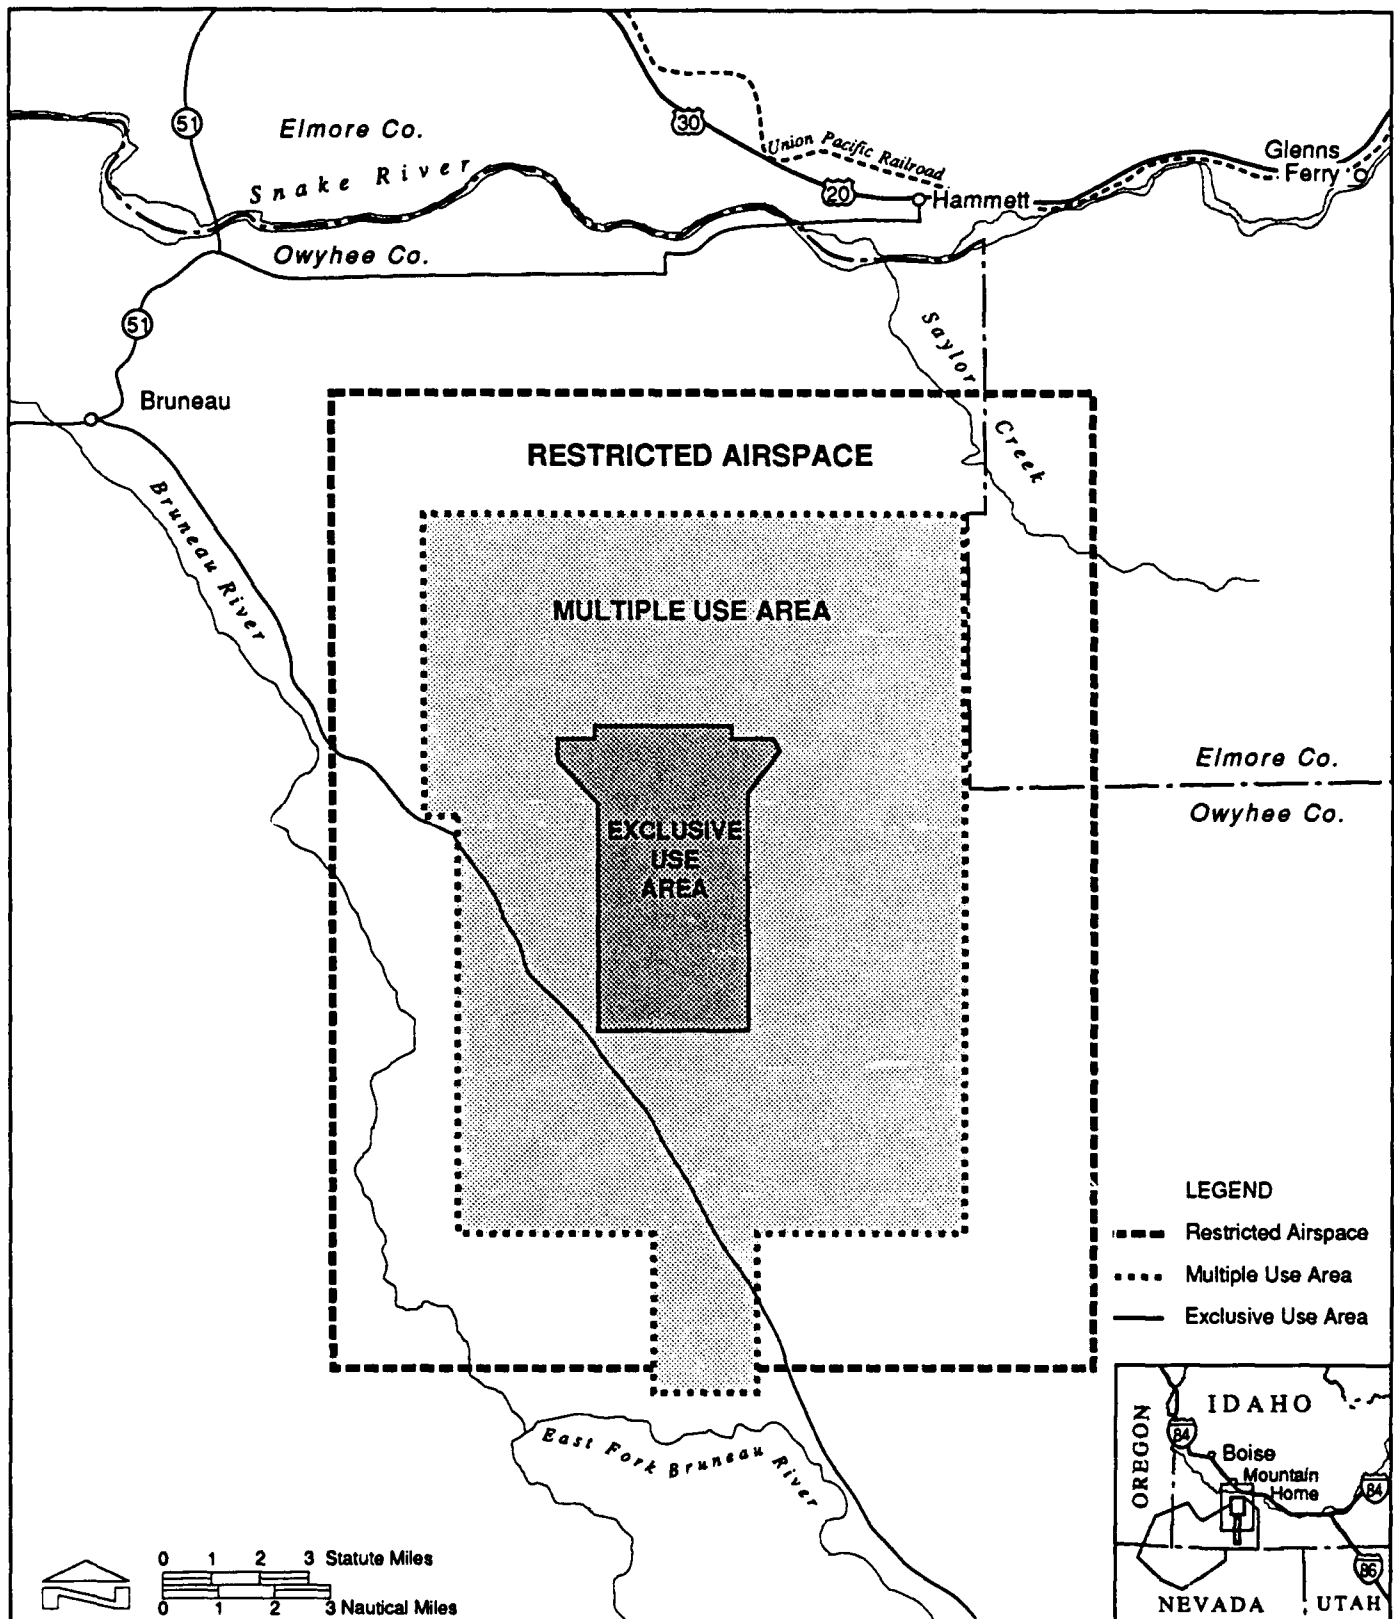 51
Elmore Co.
30
Union Pacific Railroad
Glenns
Ferry
Snake River
20
Hammett
Owyhee Co.
51
Saylor Creek
Bruneau
RESTRICTED AIRSPACE
Bruneau River
MULTIPLE USE AREA
Elmore Co.
Owyhee Co.
EXCLUSIVE
USE
AREA
LEGEND
Restricted Airspace
Multiple Use Area
Exclusive Use Area
East Fork Bruneau River
OREGON
IDAHO
84
Boise
Mountain
Home
84
86
NEVADA
UTAH
N
0 1 2 3 Statute Miles
0 1 2 3 Nautical Miles